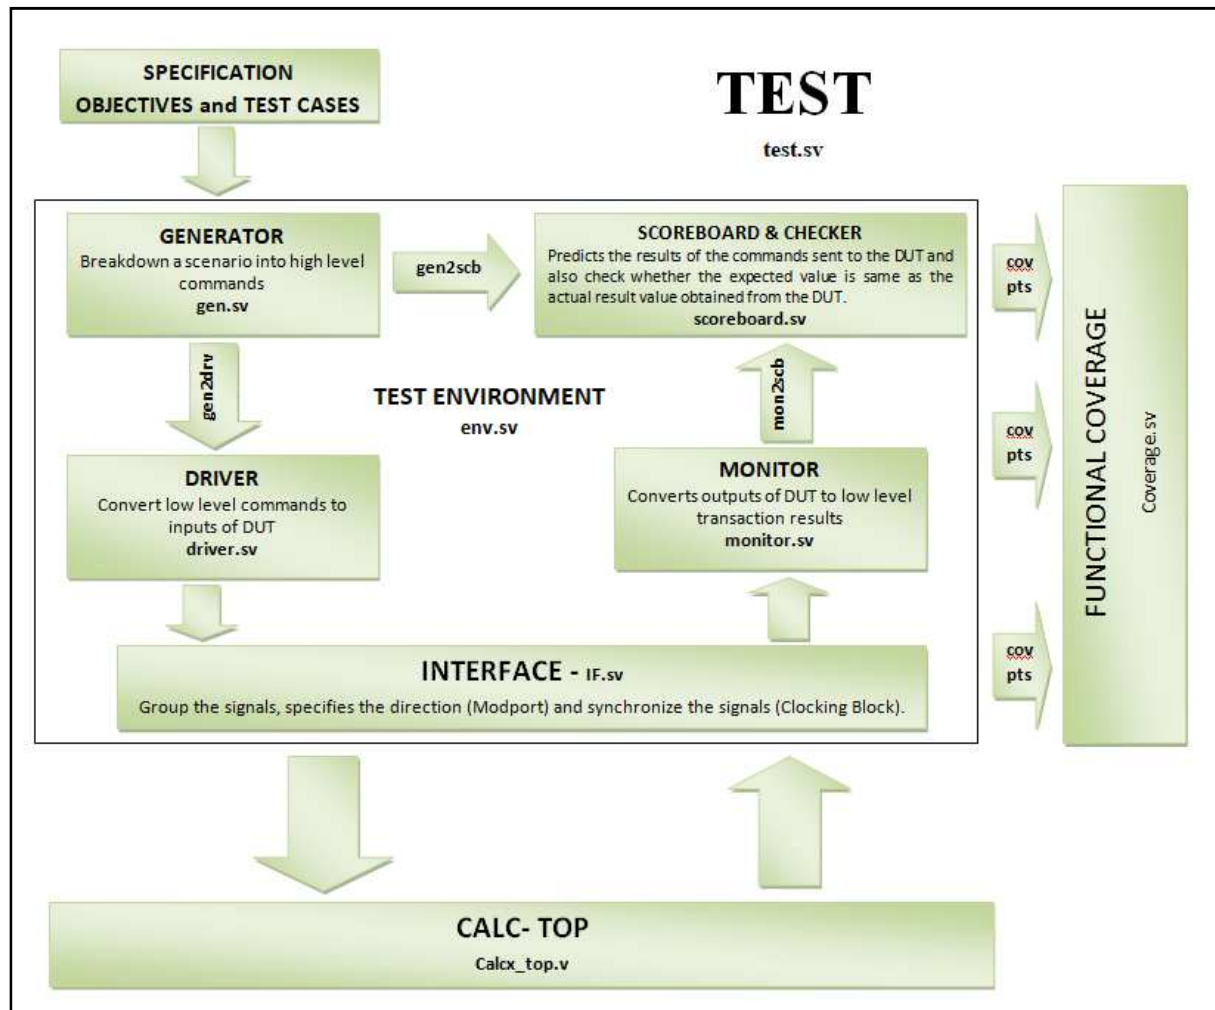 SPECIFICATION
OBJECTIVES and TEST CASES
TEST
test.sv
GENERATOR
Breakdown a scenario into high level
commands
gen.sv
gen2scb
SCOREBOARD & CHECKER
Predicts the results of the commands sent to the DUT and
also check whether the expected value is same as the
actual result value obtained from the DUT.
scoreboard.sv
cov
pts
gen2drv
TEST ENVIRONMENT
env.sv
mon2scb
cov
pts
FUNCTIONAL COVERAGE
Coverage.sv
DRIVER
Convert low level commands to
inputs of DUT
driver.sv
MONITOR
Converts outputs of DUT to low level
transaction results
monitor.sv
cov
pts
INTERFACE - IF.sv
Group the signals, specifies the direction (Modport) and synchronize the signals (Clocking Block).
CALC- TOP
Calcx_top.v